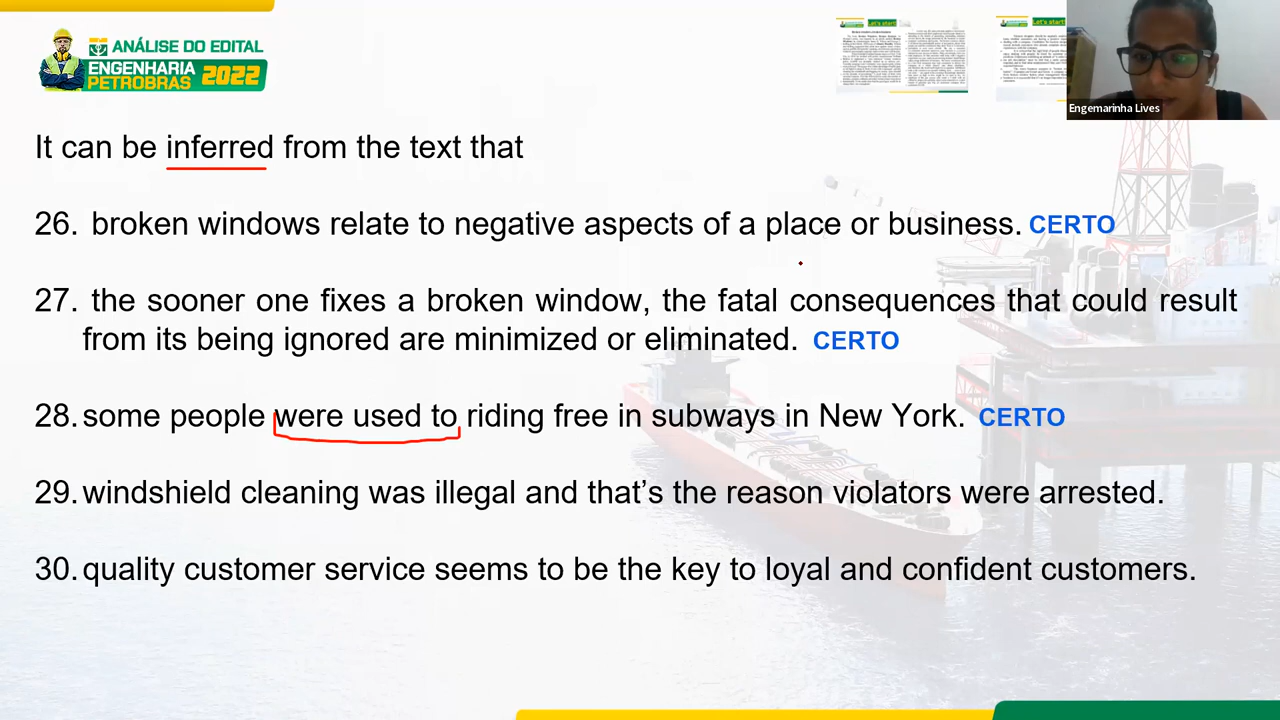 ANÁLISE DO EDITAL
ENGENHARIA
PETROBRAS 2022
Let's start!
Let's start!
Engemarinha Lives
It can be inferred from the text that
26. broken windows relate to negative aspects of a place or business. CERTO
27. the sooner one fixes a broken window, the fatal consequences that could result
from its being ignored are minimized or eliminated. CERTO
28. some people were used to riding free in subways in New York. CERTO
29. windshield cleaning was illegal and that’s the reason violators were arrested.
30. quality customer service seems to be the key to loyal and confident customers.